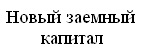 Новый заемный
капитал